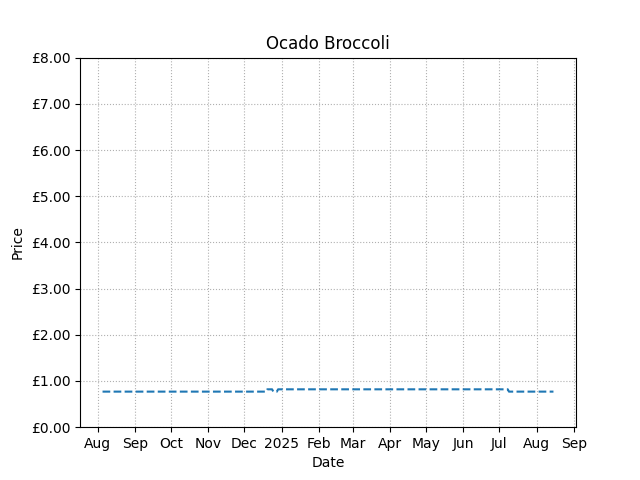 Ocado Broccoli
£8.00
£7.00
£6.00
£5.00
£4.00
£3.00
£2.00
£1.00
£0.00
Price
Aug Sep Oct Nov Dec 2025 Feb Mar Apr May Jun Jul Aug Sep
Date